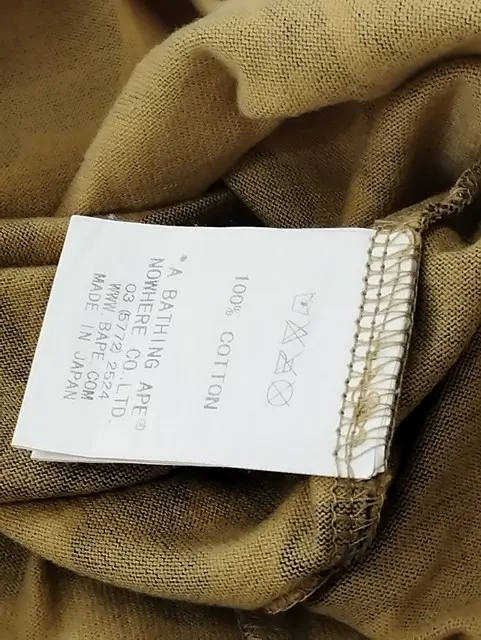 100% COTTON
* A BATHING APE®
NOWHERE CO.,LTD.
03 (5772) 2524
WWW.BAPE.COM
MADE IN JAPAN